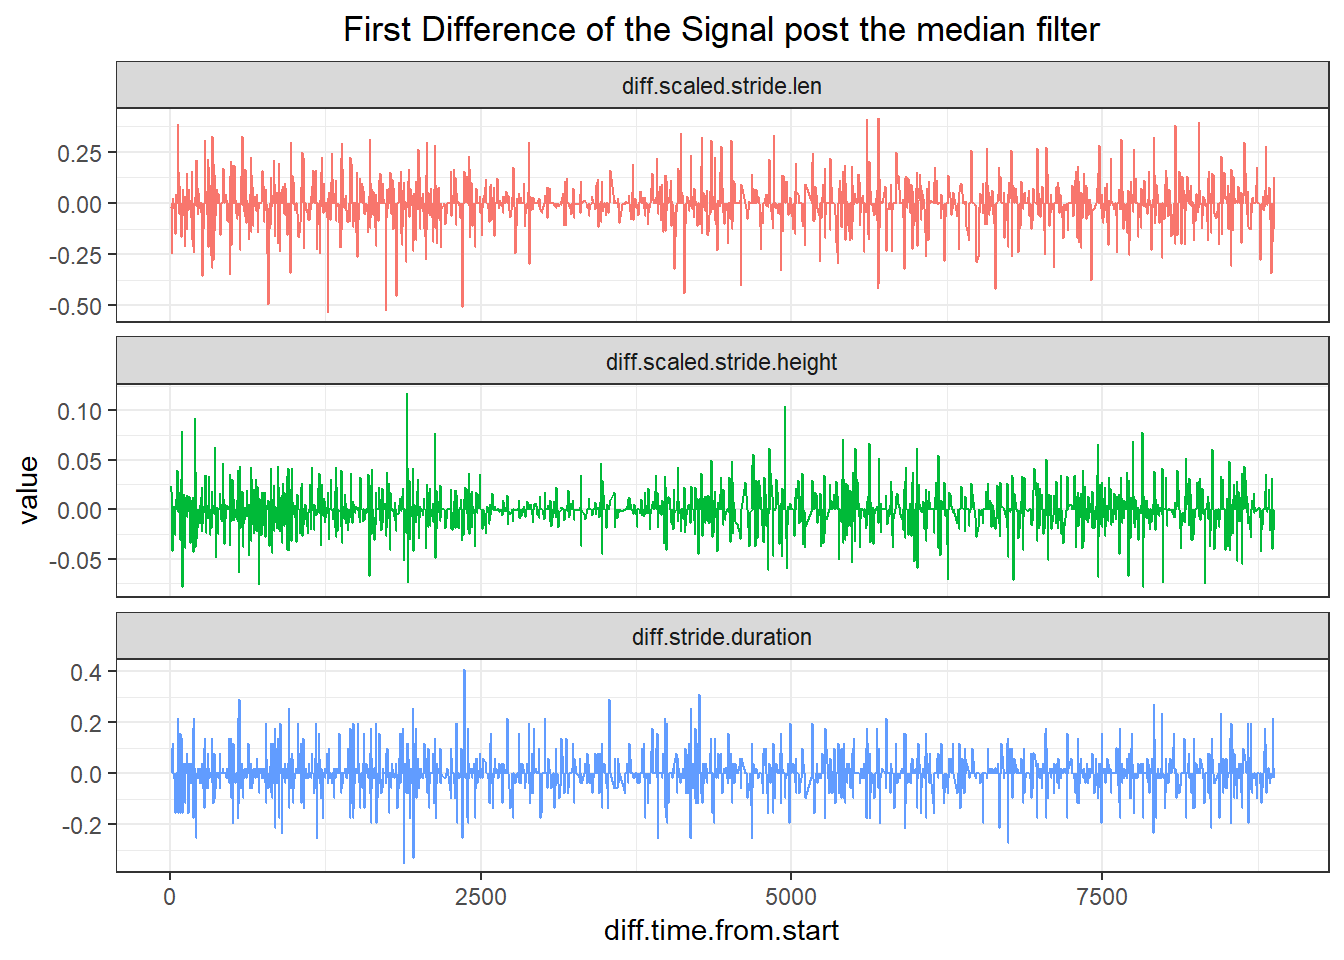 First Difference of the Signal post the median filter
diff.scaled.stride.len
0.25
0.00
-0.25
-0.50
diff.scaled.stride.height
0.10
0.05
0.00
-0.05
value
diff.stride.duration
0.4
0.2
0.0
-0.2
0 2500 5000 7500
diff.time.from.start